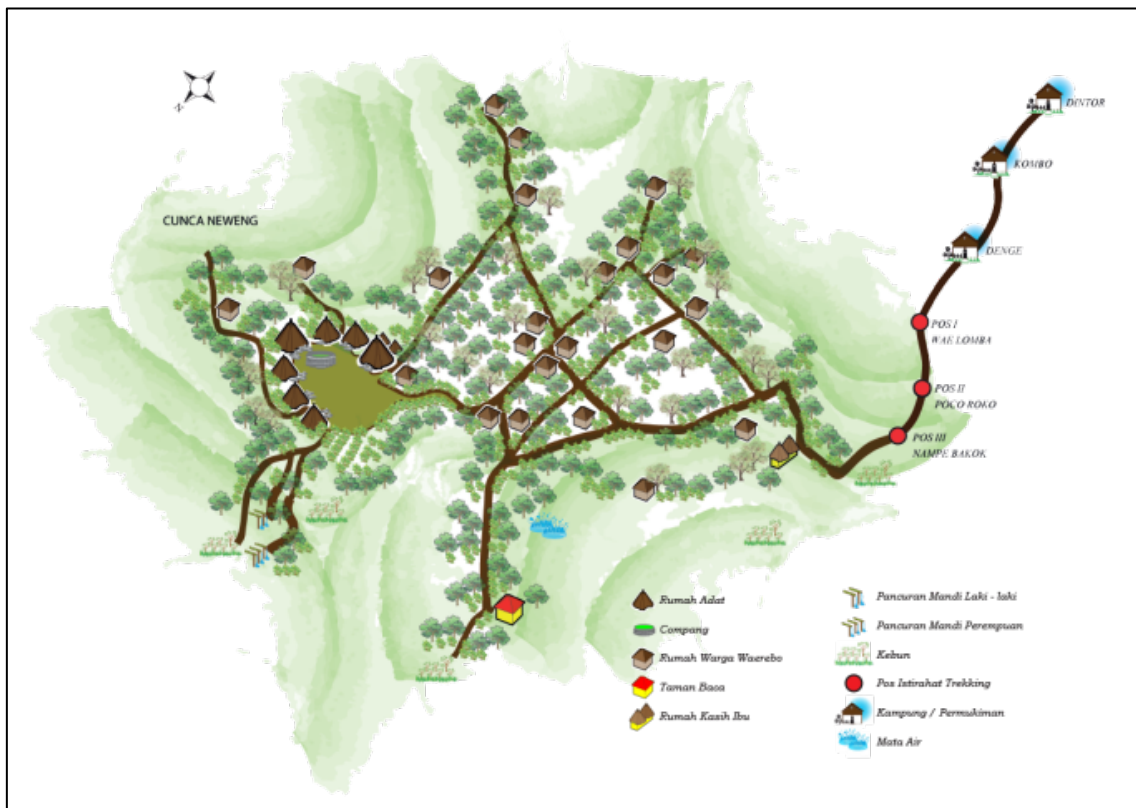 N
DINTOR
KOMBO
CUNCA NEWENG
DENGE
POS I
WAE LOMBA
POS II
POCO ROKO
POS III
NAMPE BAKOK
Rumah Adat
Compang
Rumah Warga Waerebo
Taman Baca
Rumah Kasih Ibu
Pancuran Mandi Laki - laki
Pancuran Mandi Perempuan
Kebun
Pos Istirahat Trekking
Kampung / Permukiman
Mata Air